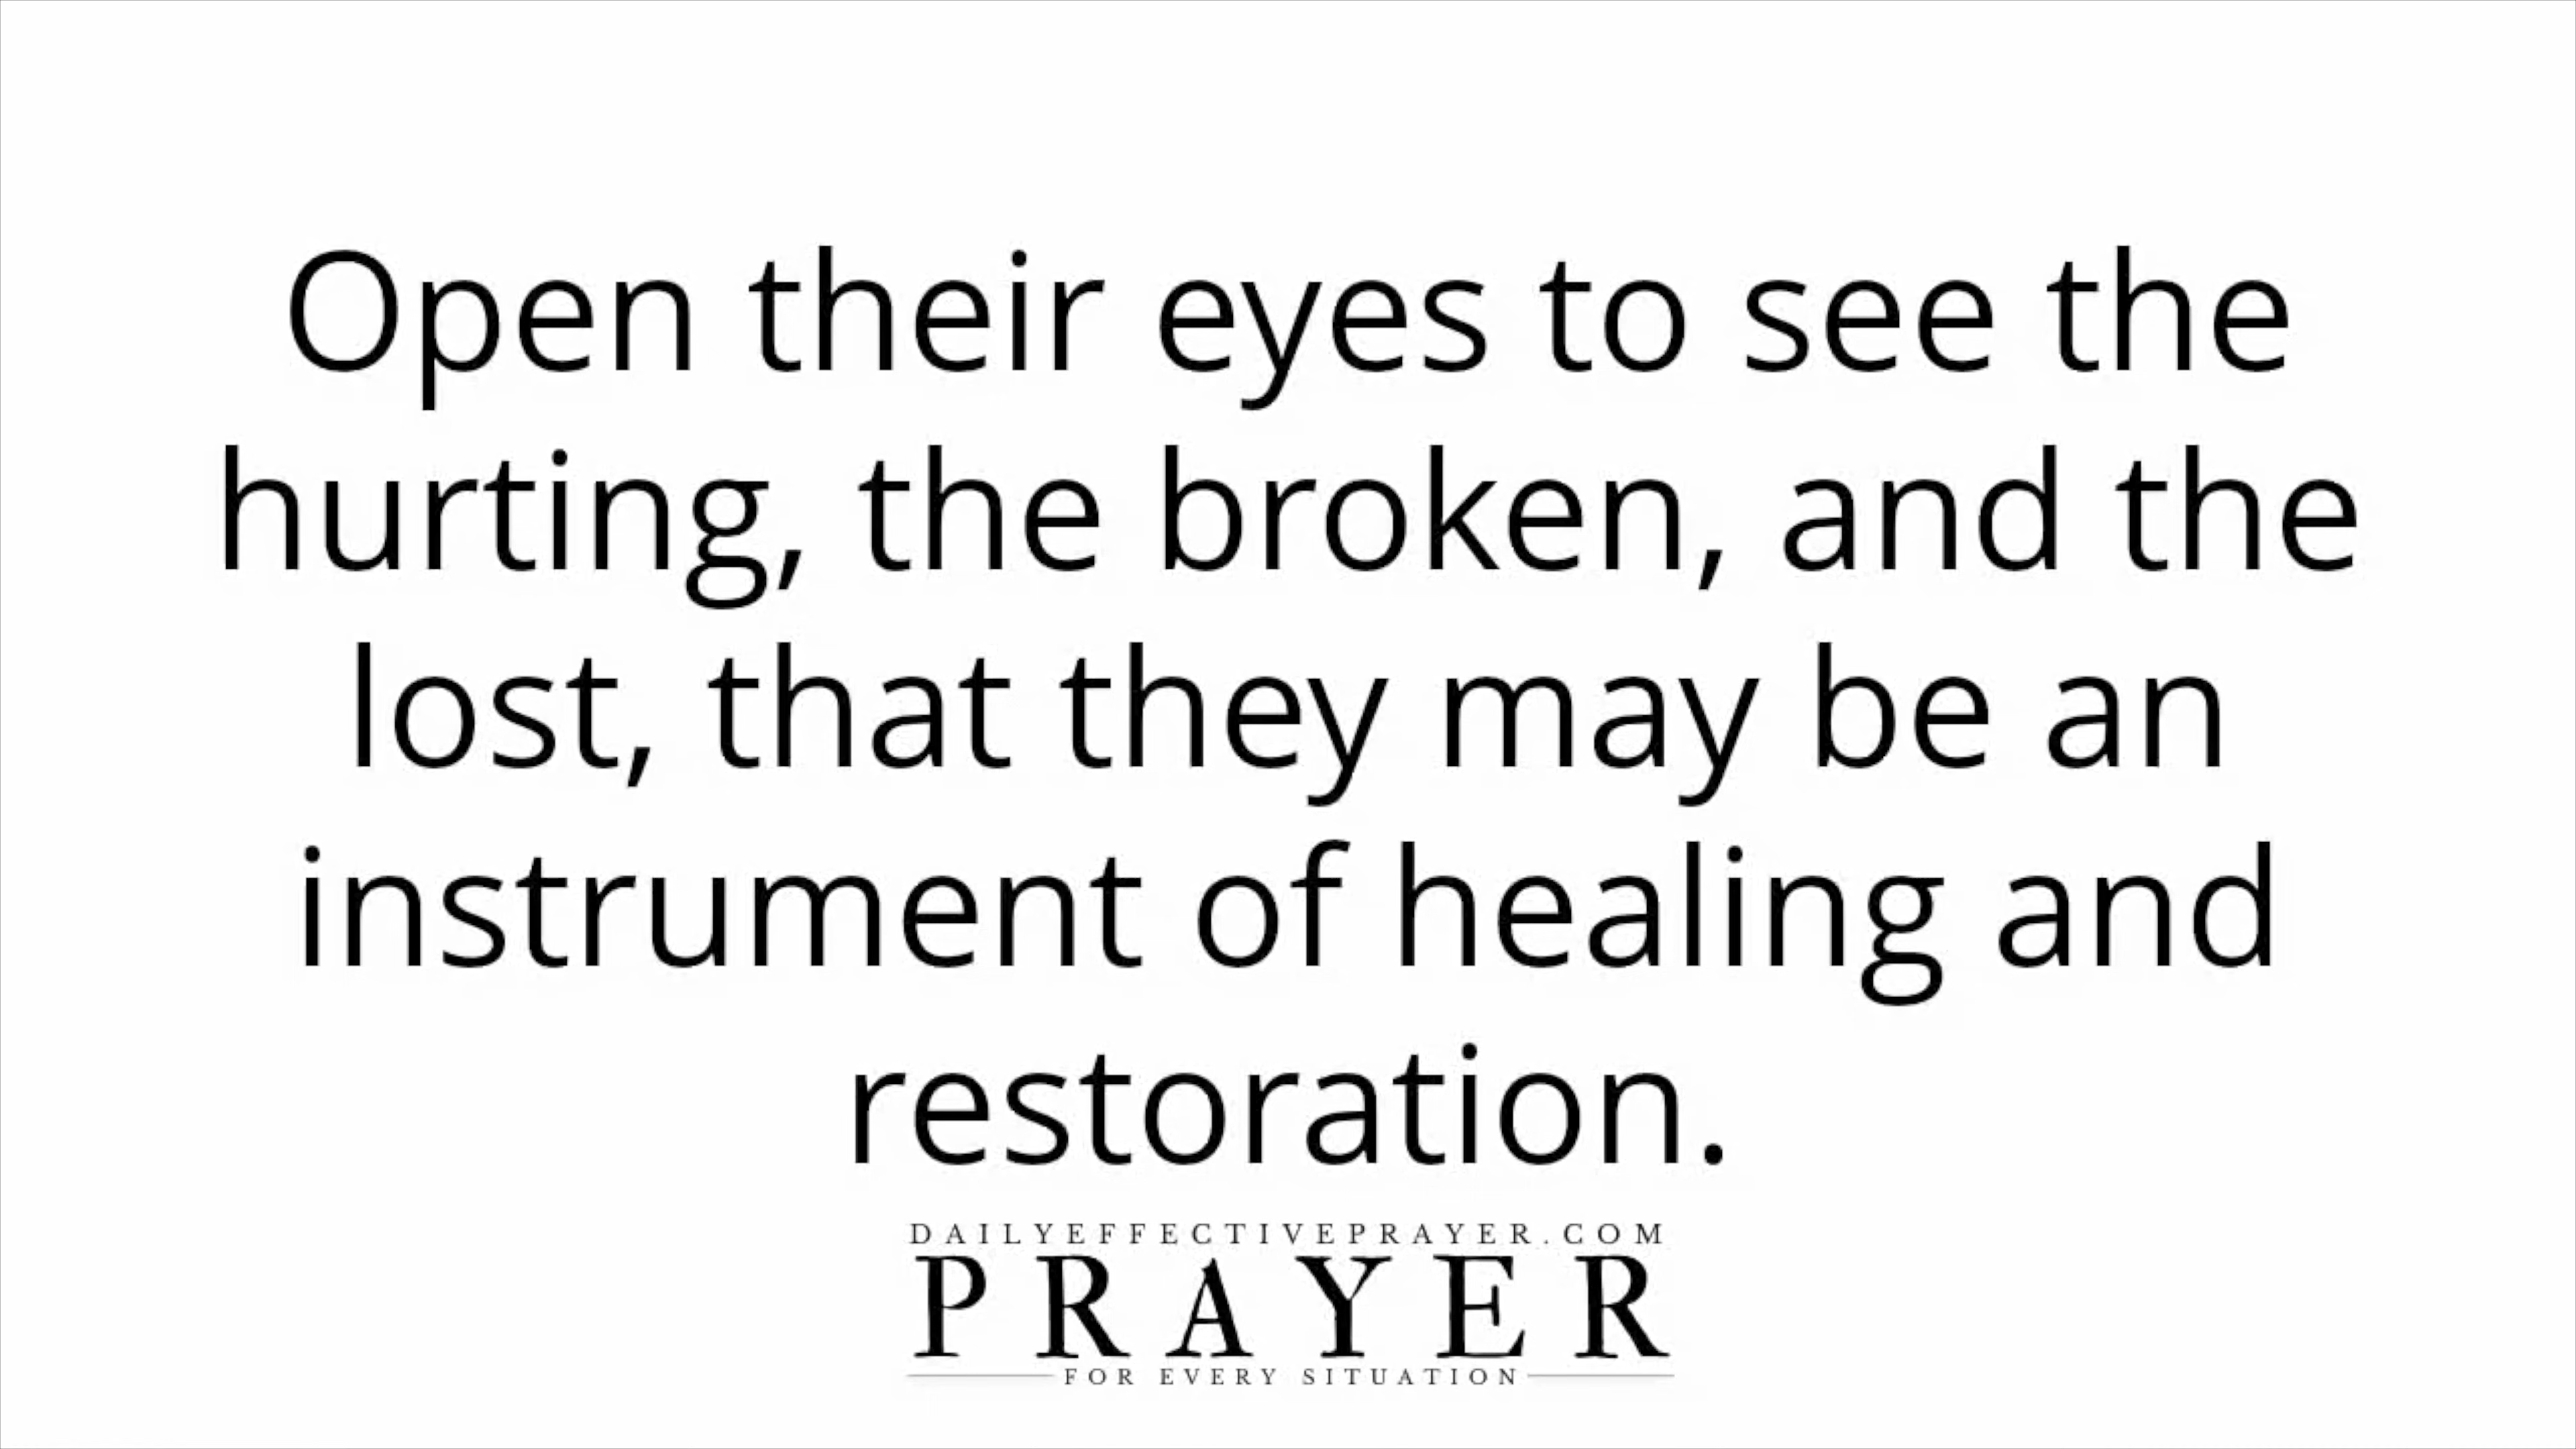 Open their eyes to see the
hurting, the broken, and the
lost, that they may be an
instrument of healing and
restoration.
DAILYEFFECTIVEPRAYER.COM
PRAYER
FOR EVERY SITUATION